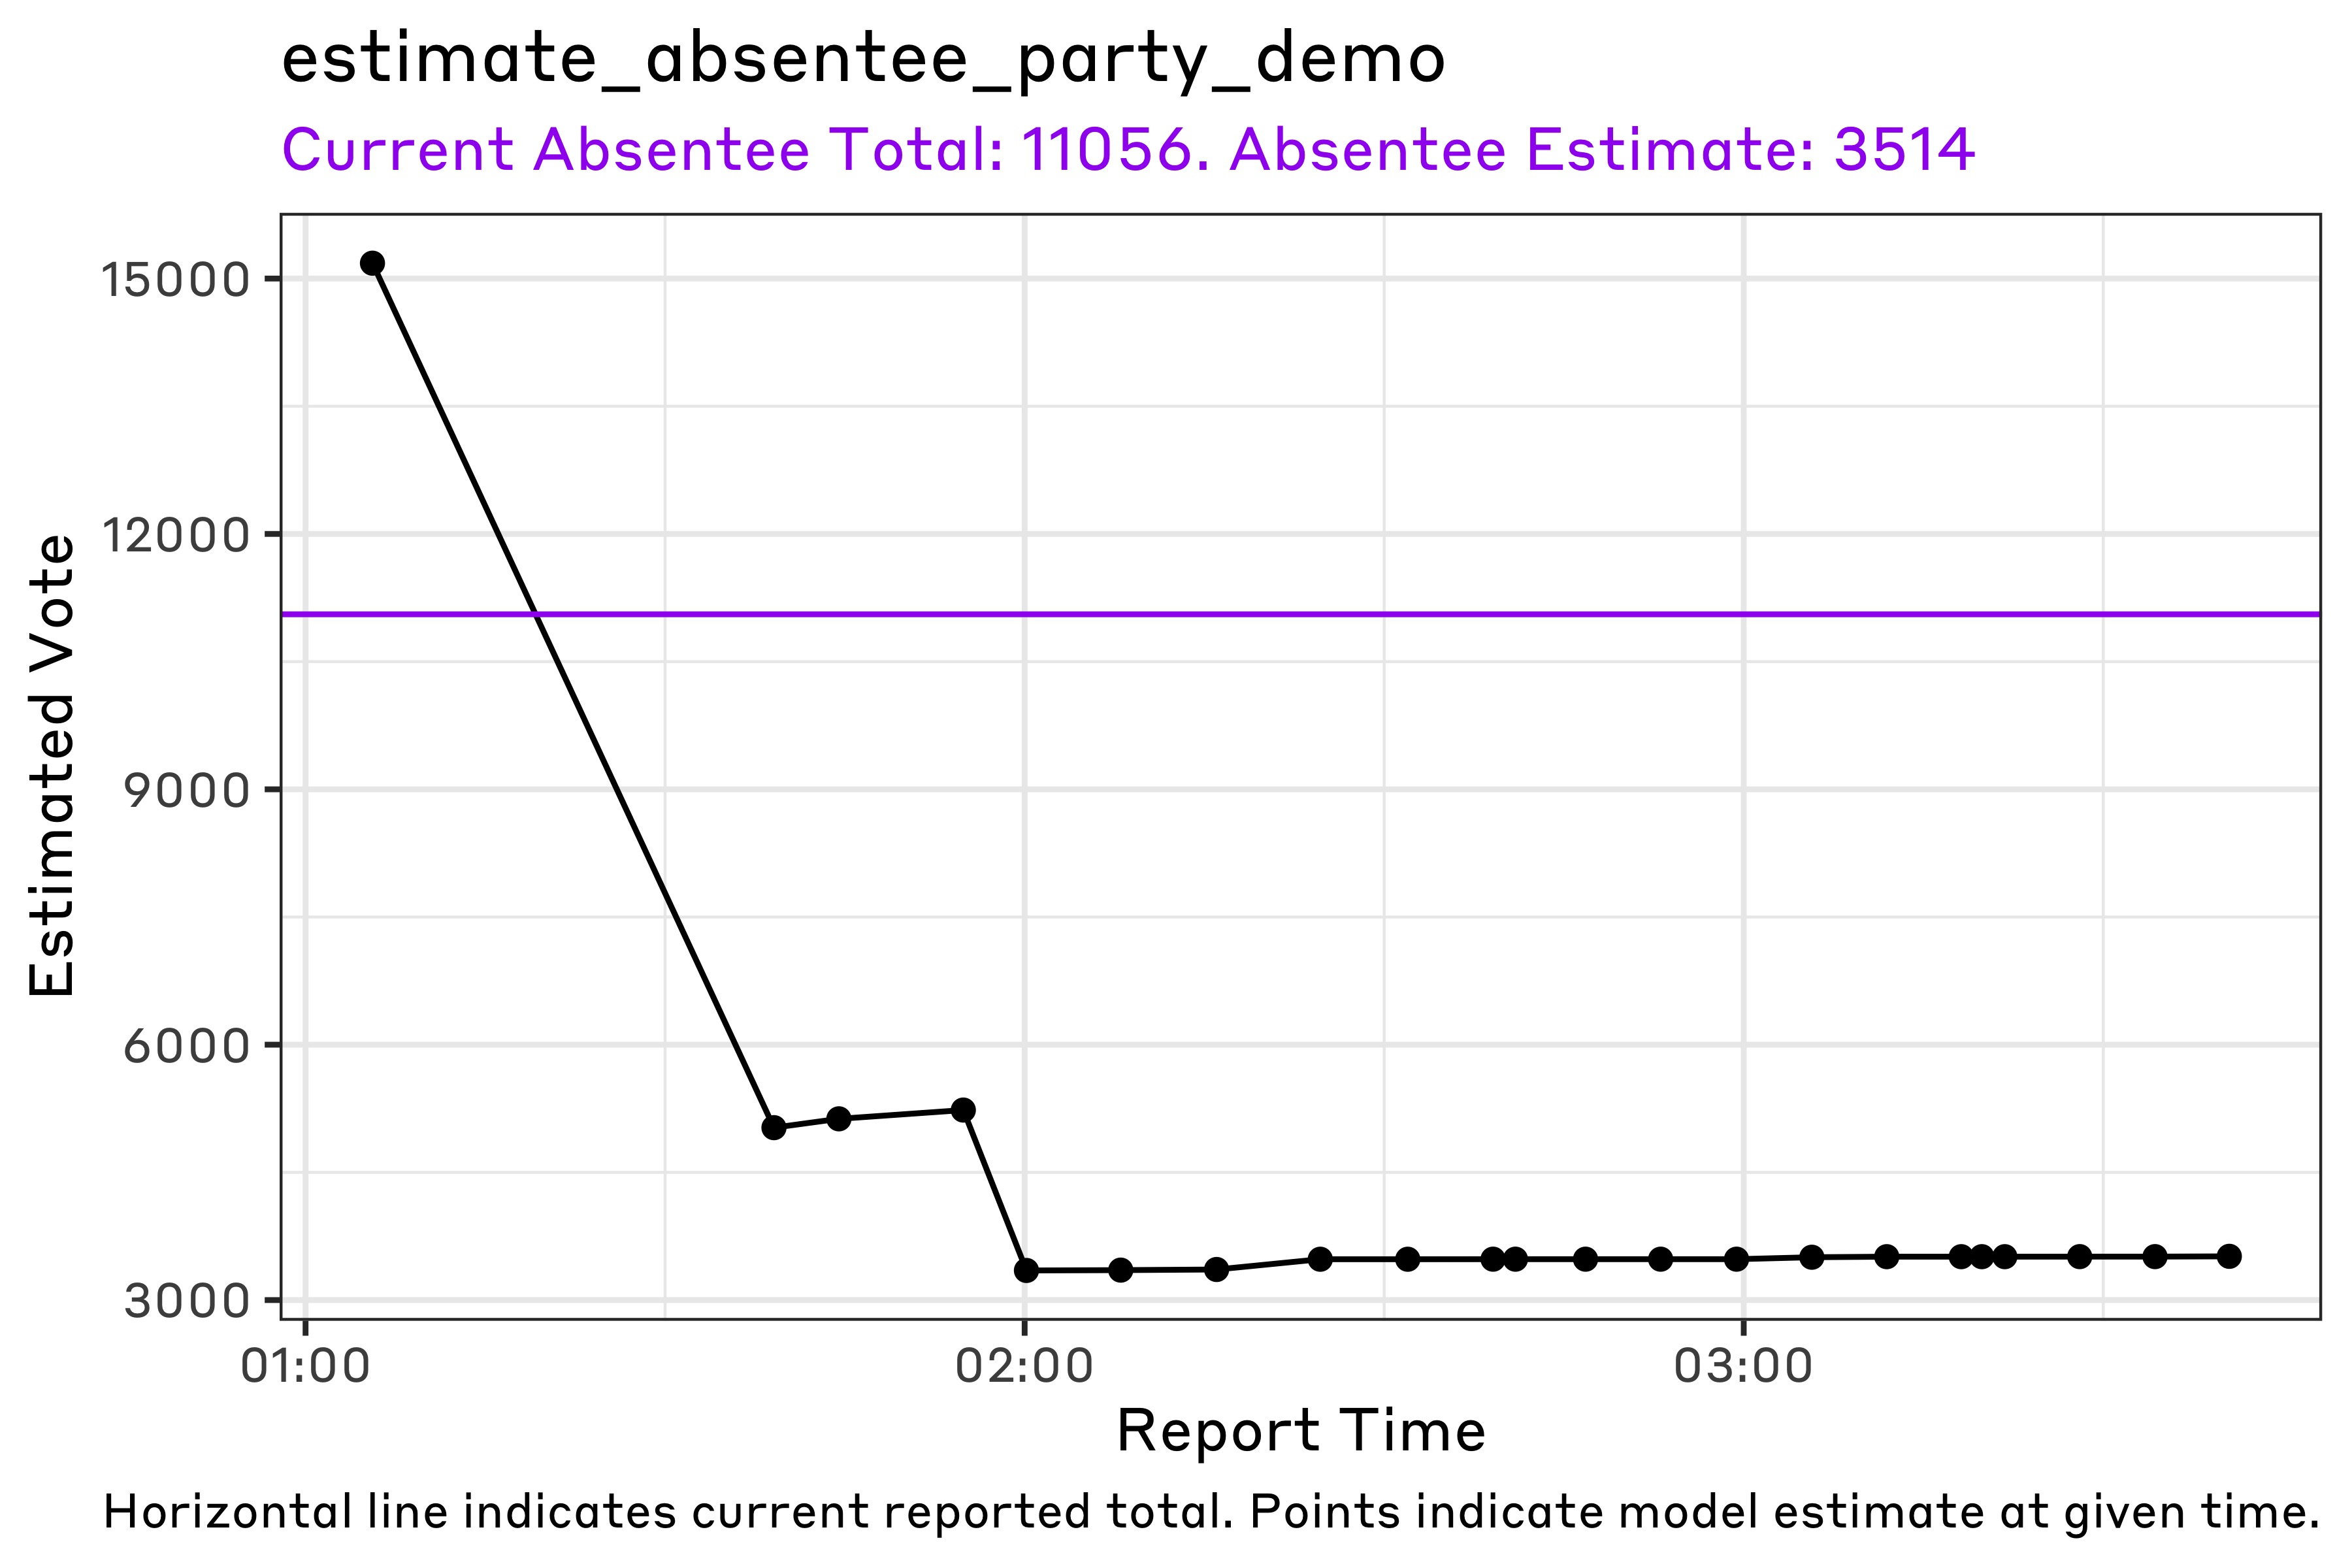 estimate_absentee_party_demo
Current Absentee Total: 11056. Absentee Estimate: 3514
15000
12000
9000
6000
3000
Estimated Vote
01:00 02:00 03:00
Report Time
Horizontal line indicates current reported total. Points indicate model estimate at given time.